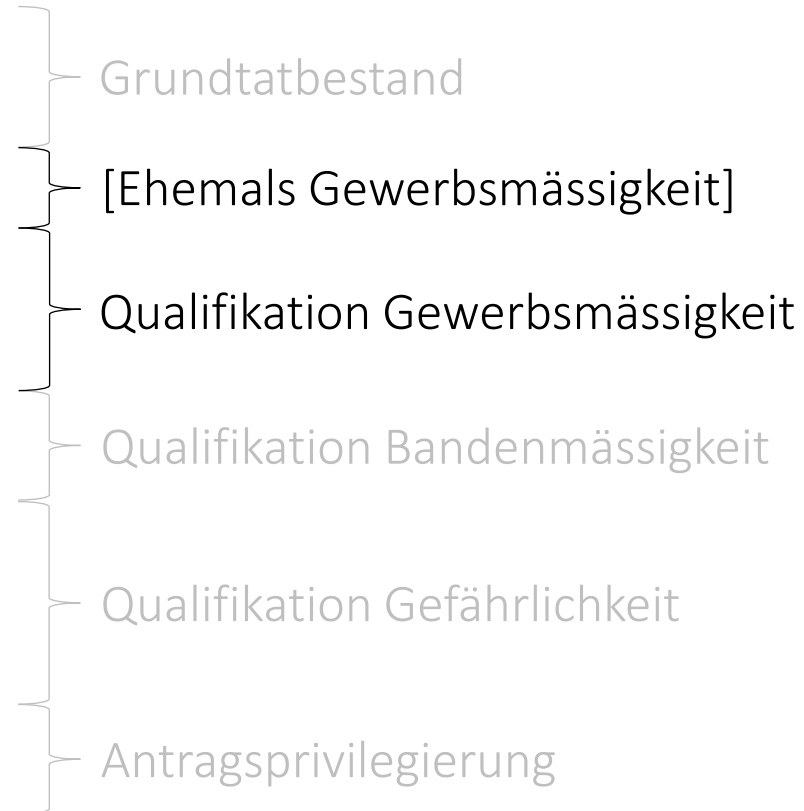 Grundtatbestand
[Ehemals Gewerbsmässigkeit]
Qualifikation Gewerbsmässigkeit
Qualifikation Bandenmässigkeit
Qualifikation Gefährlichkeit
Antragsprivilegierung